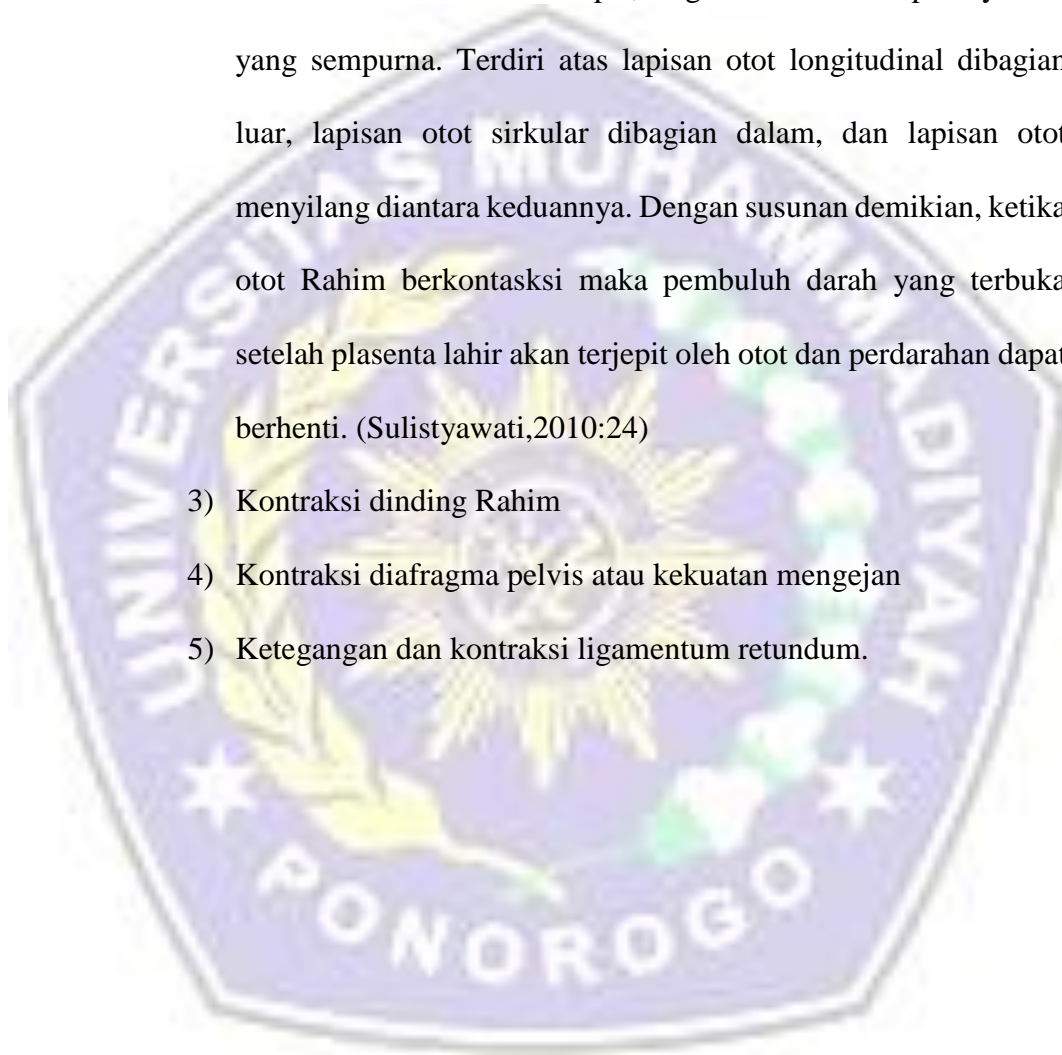 yang sempurna. Terdiri atas lapisan otot longitudinal dibagian
luar, lapisan otot sirkular dibagian dalam, dan lapisan otot
menyilang diantara keduannya. Dengan susunan demikian, ketika
otot Rahim berkontasksi maka pembuluh darah yang terbuka
setelah plasenta lahir akan terjepit oleh otot dan perdarahan dapat
berhenti. (Sulistyawati,2010:24)
3) Kontraksi dinding Rahim
4) Kontraksi diafragma pelvis atau kekuatan mengejan
5) Ketegangan dan kontraksi ligamentum retundum.
UNIVERSITAS MUHAMMADIYAH
PONOROGO